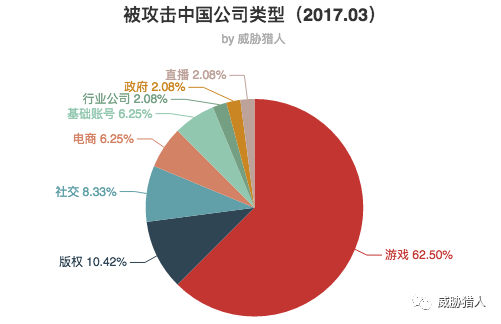 被攻击中国公司类型（2017.03）
by 威胁猎人
直播 2.08%
政府 2.08%
行业公司 2.08%
基础账号 6.25%
电商 6.25%
社交 8.33%
版权 10.42%
游戏 62.50%
威胁猎人